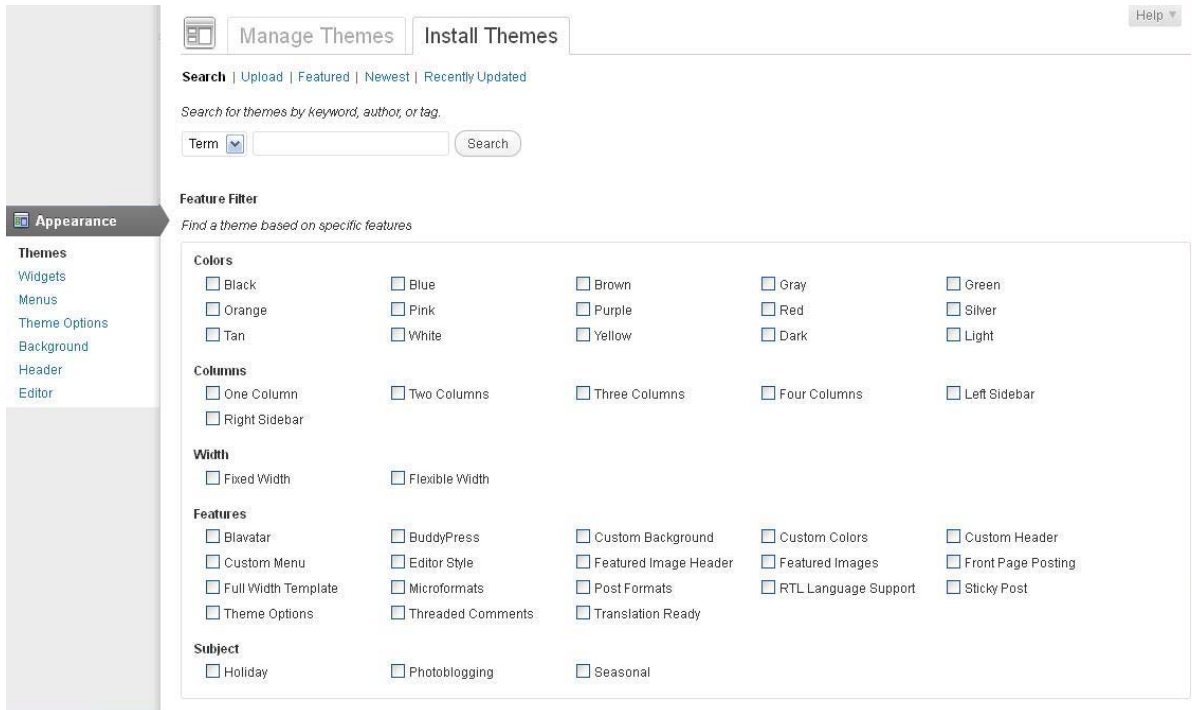 Help
Manage Themes Install Themes
Search | Upload | Featured | Newest | Recently Updated
Search for themes by keyword, author, or tag.
Term Search
Feature Filter
Find a theme based on specific features
Appearance
Themes
Widgets
Menus
Theme Options
Background
Header
Editor
Colors
Black Blue Brown Gray Green
Orange Pink Purple Red Silver
Tan White Yellow Dark Light
Columns
One Column Two Columns Three Columns Four Columns Left Sidebar
Right Sidebar
Width
Fixed Width Flexible Width
Features
Blavatar BuddyPress Custom Background Custom Colors Custom Header
Custom Menu Editor Style Featured Image Header Featured Images Front Page Posting
Full Width Template Microformats Post Formats RTL Language Support Sticky Post
Theme Options Threaded Comments Translation Ready
Subject
Holiday Photoblogging Seasonal